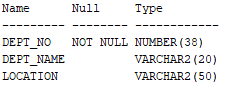 Name      Null     Type
--------- -------- ------------
DEPT_NO   NOT NULL NUMBER(38)
DEPT_NAME          VARCHAR2(20)
LOCATION           VARCHAR2(50)